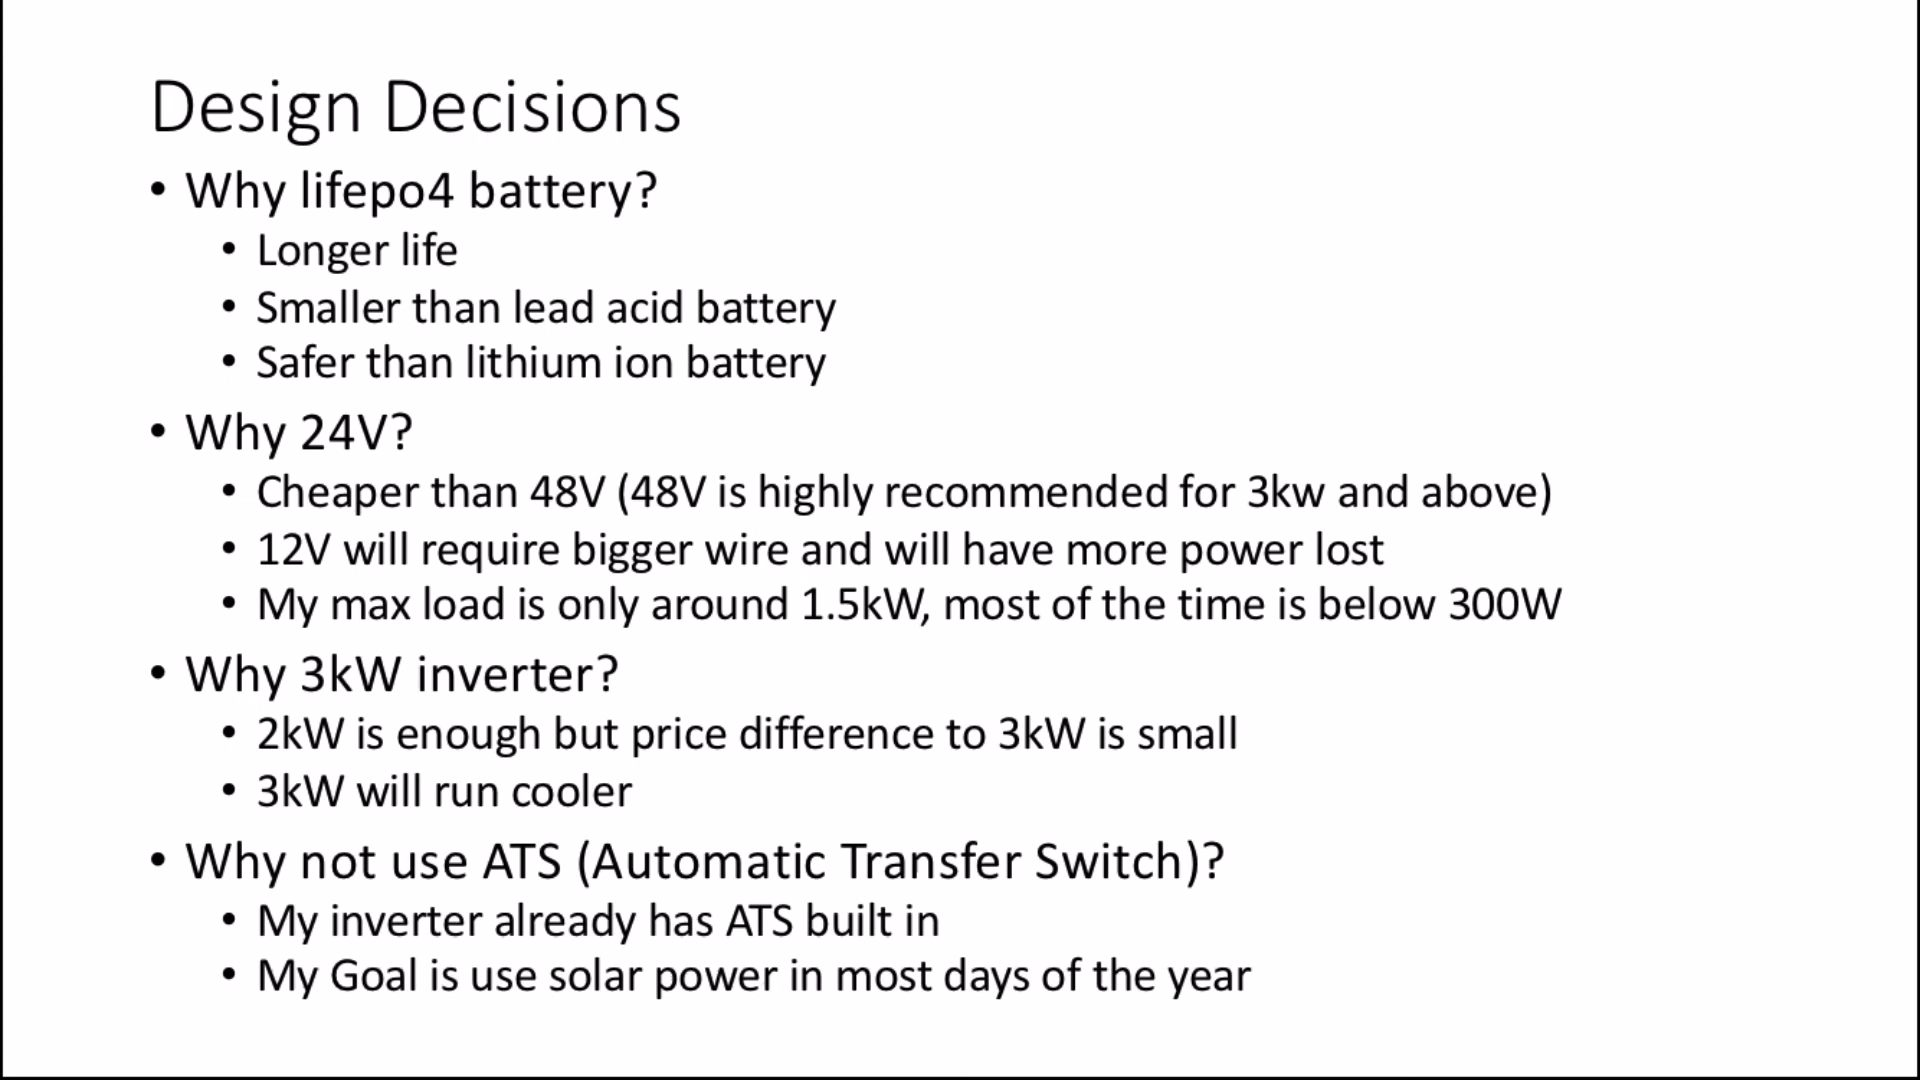 Design Decisions
• Why lifepo4 battery?
• Longer life
• Smaller than lead acid battery
• Safer than lithium ion battery
• Why 24V?
• Cheaper than 48V (48V is highly recommended for 3kw and above)
• 12V will require bigger wire and will have more power lost
• My max load is only around 1.5kW, most of the time is below 300W
• Why 3kW inverter?
• 2kW is enough but price difference to 3kW is small
• 3kW will run cooler
• Why not use ATS (Automatic Transfer Switch)?
• My inverter already has ATS built in
• My Goal is use solar power in most days of the year